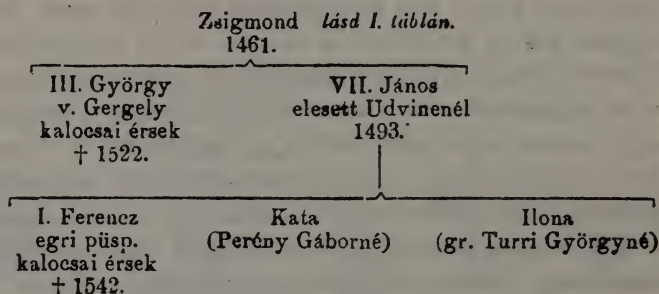 Zsigmond lásd I. táblán.
1461.
III. György
v. Gergely
kalocsai érsek
† 1522.
VII. János
elesett Udvinenél
1493.
I. Ferencz
egri püsp.
kalocsai érsek
† 1542.
Kata
(Perény Gáborné)
Ilona
(gr. Turri Györgyné)